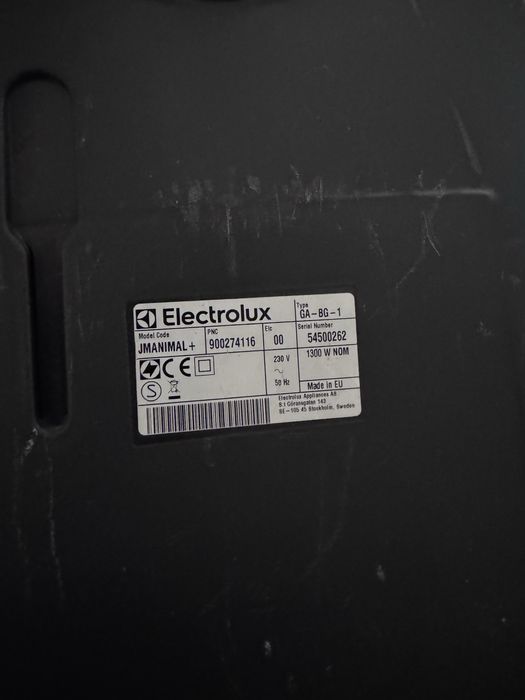 Electrolux
Type
GA-BG-1
Model Code
JMANIMAL+
PNC
900274116
Elc
00
Serial Number
54500262
230 V
~
50 Hz
1300 W NOM
CE
S
Made in EU
Electrolux Appliances AB
S:t Göransgatan 143
SE-105 45 Stockholm, Sweden